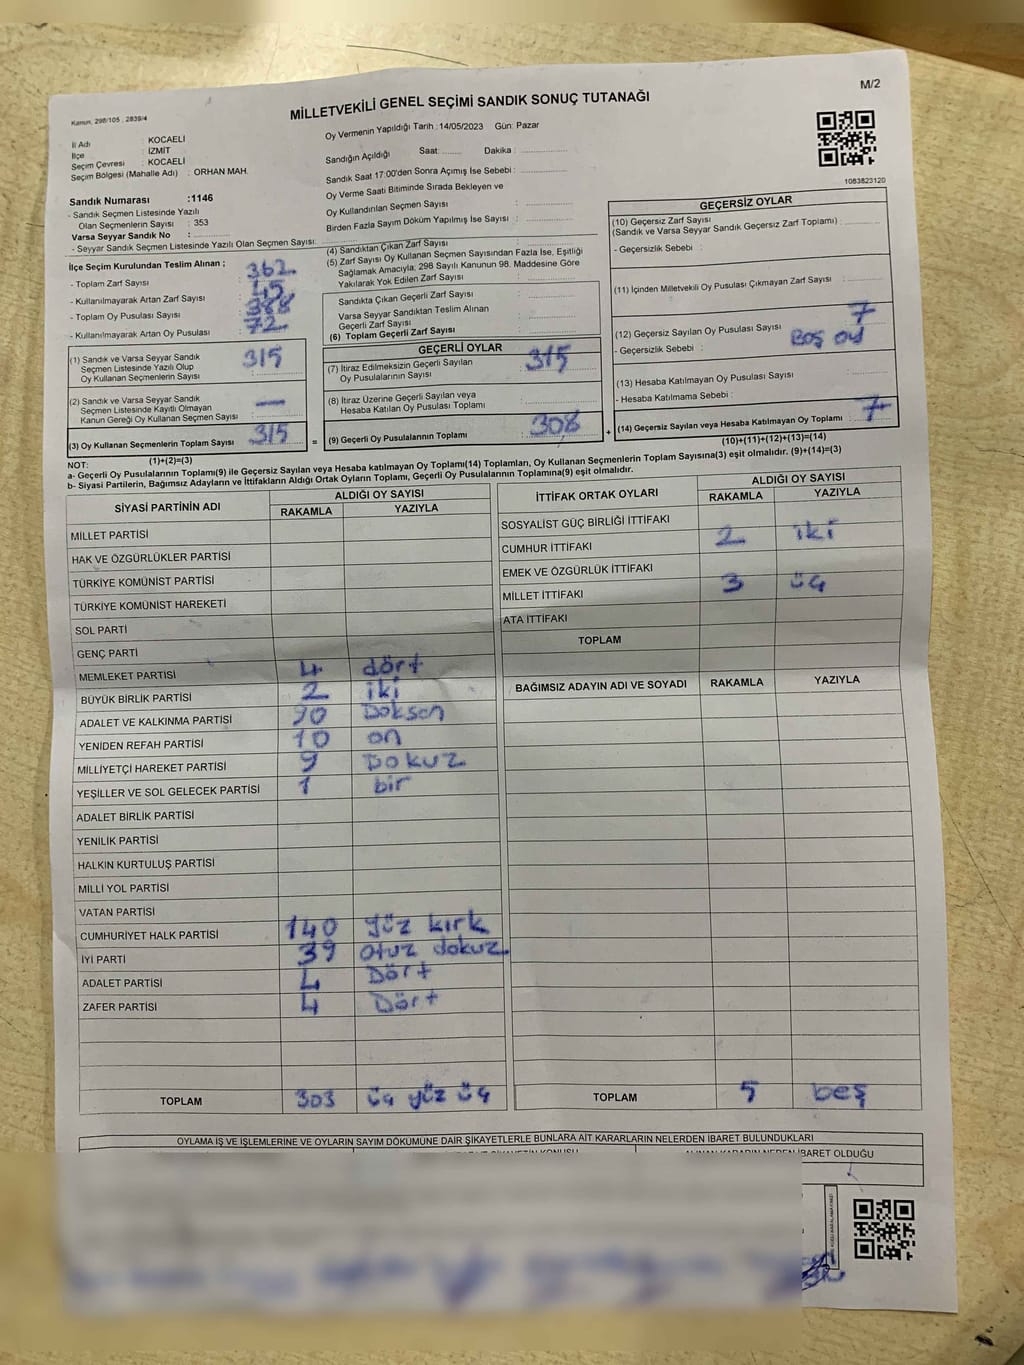 M/2
MİLLETVEKİLİ GENEL SEÇİMİ SANDIK SONUÇ TUTANAĞI
Kanun, 298/105 , 2839/4
İl Adı : KOCAELİ
İlçe : İZMİT
Seçim Çevresi : KOCAELİ
Seçim Bölgesi (Mahalle Adı) : ORHAN MAH.
Sandık Numarası :1146
- Sandık Seçmen Listesinde Yazılı
Olan Seçmenlerin Sayısı : 353
Varsa Seyyar Sandık No :
- Seyyar Sandık Seçmen Listesinde Yazılı Olan Seçmen Sayısı:
İlçe Seçim Kurulundan Teslim Alınan ;
- Toplam Zarf Sayısı : 362
- Kullanılmayarak Artan Zarf Sayısı : 45
- Toplam Oy Pusulası Sayısı : 388
- Kullanılmayarak Artan Oy Pusulası : 72
(1) Sandık ve Varsa Seyyar Sandık
Seçmen Listesinde Yazılı Olup
Oy Kullanan Seçmenlerin Sayısı : 315
(2) Sandık ve Varsa Seyyar Sandık
Seçmen Listesinde Kayıtlı Olmayan
Kanun Gereği Oy Kullanan Seçmen Sayısı : —
(3) Oy Kullanan Seçmenlerin Toplam Sayısı 315
(1)+(2)=(3)
Oy Vermenin Yapıldığı Tarih :14/05/2023 Gün: Pazar
Sandığın Açıldığı Saat: Dakika :
Sandık Saat 17:00'den Sonra Açımış İse Sebebi :
Oy Verme Saati Bitiminde Sırada Bekleyen ve
Oy Kullandırılan Seçmen Sayısı :
Birden Fazla Sayım Döküm Yapılmış İse Sayısı :
(4) Sandıktan Çıkan Zarf Sayısı
(5) Zarf Sayısı Oy Kullanan Seçmen Sayısından Fazla İse, Eşitliği
Sağlamak Amacıyla, 298 Sayılı Kanunun 98. Maddesine Göre
Yakılarak Yok Edilen Zarf Sayısı :
Sandıkta Çıkan Geçerli Zarf Sayısı
Varsa Seyyar Sandıktan Teslim Alınan
Geçerli Zarf Sayısı
(6) Toplam Geçerli Zarf Sayısı
GEÇERLİ OYLAR
(7) İtiraz Edilmeksizin Geçerli Sayılan
Oy Pusulalarının Sayısı : 315
(8) İtiraz Üzerine Geçerli Sayılan veya
Hesaba Katılan Oy Pusulası Toplamı
= (9) Geçerli Oy Pusulalarının Toplamı 308
1083823120
GEÇERSİZ OYLAR
(10) Geçersiz Zarf Sayısı
(Sandık ve Varsa Seyyar Sandık Geçersiz Zarf Toplamı)
- Geçersizlik Sebebi :
(11) İçinden Milletvekili Oy Pusulası Çıkmayan Zarf Sayısı
(12) Geçersiz Sayılan Oy Pusulası Sayısı : 7
- Geçersizlik Sebebi : Boş oy
(13) Hesaba Katılmayan Oy Pusulası Sayısı
- Hesaba Katılmama Sebebi :
+ (14) Geçersiz Sayılan veya Hesaba Katılmayan Oy Toplamı : 7
(10)+(11)+(12)+(13)=(14)
NOT:
a- Geçerli Oy Pusulalarının Toplamı(9) ile Geçersiz Sayılan veya Hesaba katılmayan Oy Toplamı(14) Toplamları, Oy Kullanan Seçmenlerin Toplam Sayısına(3) eşit olmalıdır. (9)+(14)=(3)
b- Siyasi Partilerin, Bağımsız Adayların ve İttifakların Aldığı Ortak Oyların Toplamı, Geçerli Oy Pusulalarının Toplamına(9) eşit olmalıdır.
SİYASİ PARTİNİN ADI ALDIĞI OY SAYISI
RAKAMLA YAZIYLA
MİLLET PARTİSİ
HAK VE ÖZGÜRLÜKLER PARTİSİ
TÜRKİYE KOMÜNİST PARTİSİ
TÜRKİYE KOMÜNİST HAREKETİ
SOL PARTİ
GENÇ PARTİ
MEMLEKET PARTİSİ 4 dört
BÜYÜK BİRLİK PARTİSİ 2 iki
ADALET VE KALKINMA PARTİSİ 90 Doksan
YENİDEN REFAH PARTİSİ 10 on
MİLLİYETÇİ HAREKET PARTİSİ 9 Dokuz
YEŞİLLER VE SOL GELECEK PARTİSİ 1 bir
ADALET BİRLİK PARTİSİ
YENİLİK PARTİSİ
HALKIN KURTULUŞ PARTİSİ
MİLLİ YOL PARTİSİ
VATAN PARTİSİ
CUMHURİYET HALK PARTİSİ 140 yüz kırk
İYİ PARTİ 39 otuz dokuz
ADALET PARTİSİ 4 Dört
ZAFER PARTİSİ 4 Dört
TOPLAM 303 üç yüz üç
İTTİFAK ORTAK OYLARI ALDIĞI OY SAYISI
RAKAMLA YAZIYLA
SOSYALİST GÜÇ BİRLİĞİ İTTİFAKI
CUMHUR İTTİFAKI 2 iki
EMEK VE ÖZGÜRLÜK İTTİFAKI
MİLLET İTTİFAKI 3 üç
ATA İTTİFAKI
TOPLAM
BAĞIMSIZ ADAYIN ADI VE SOYADI RAKAMLA YAZIYLA
TOPLAM 5 beş
OYLAMA İŞ VE İŞLEMLERİNE VE OYLARIN SAYIM DÖKÜMÜNE DAİR ŞİKAYETLERLE BUNLARA AİT KARARLARIN NELERDEN İBARET BULUNDUKLARI
İBARET OLDUĞU